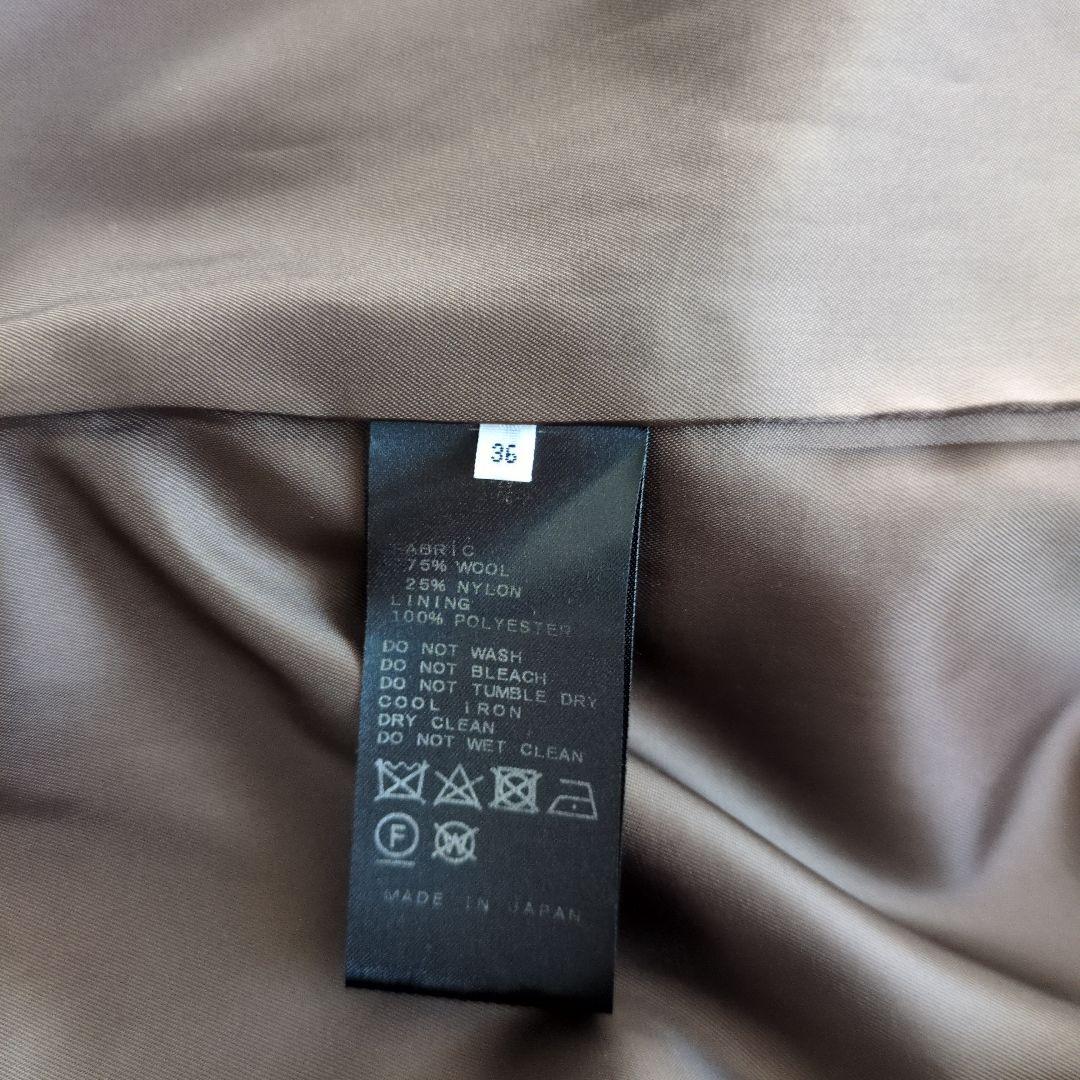 36
FABRIC
75% WOOL
25% NYLON
LINING
100% POLYESTER
DO NOT WASH
DO NOT BLEACH
DO NOT TUMBLE DRY
COOL IRON
DRY CLEAN
DO NOT WET CLEAN
F W
MADE IN JAPAN